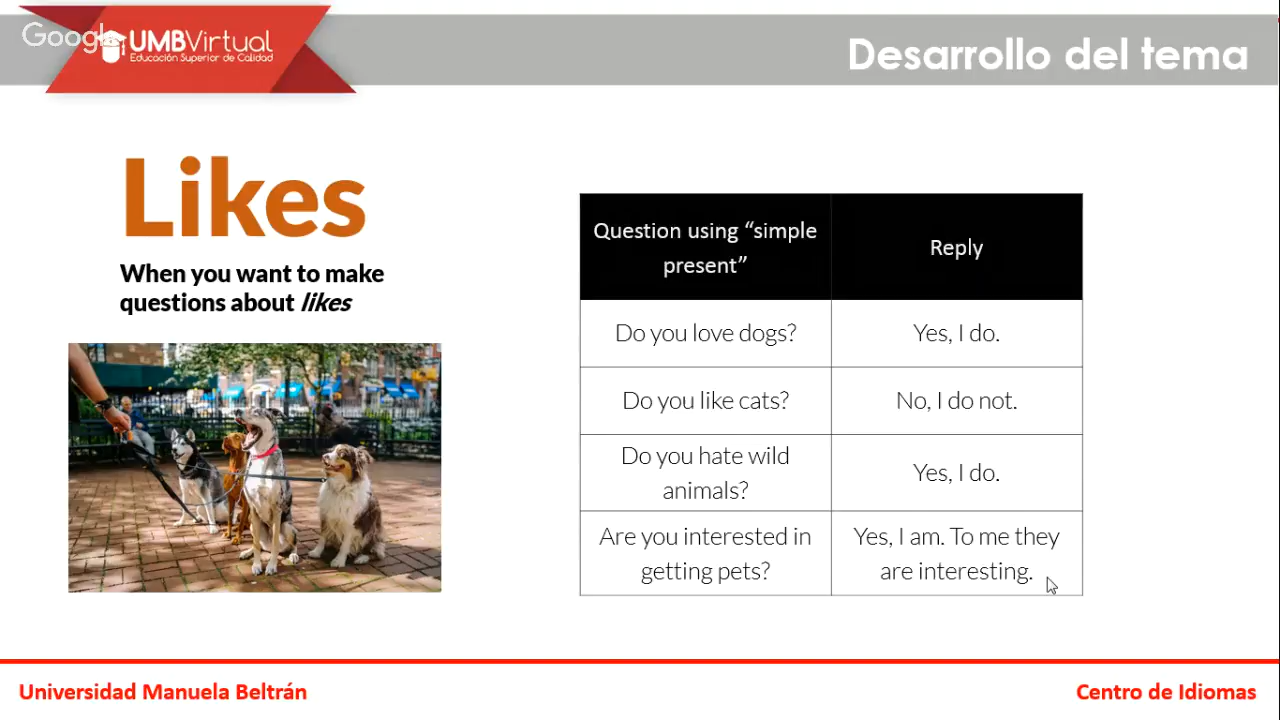 Google
UMBVirtual
Educación Superior de Calidad
Desarrollo del tema
Likes
When you want to make
questions about likes
Question using “simple
present”
Reply
Do you love dogs?
Yes, I do.
Do you like cats?
No, I do not.
Do you hate wild
animals?
Yes, I do.
Are you interested in
getting pets?
Yes, I am. To me they
are interesting.
Universidad Manuela Beltrán
Centro de Idiomas